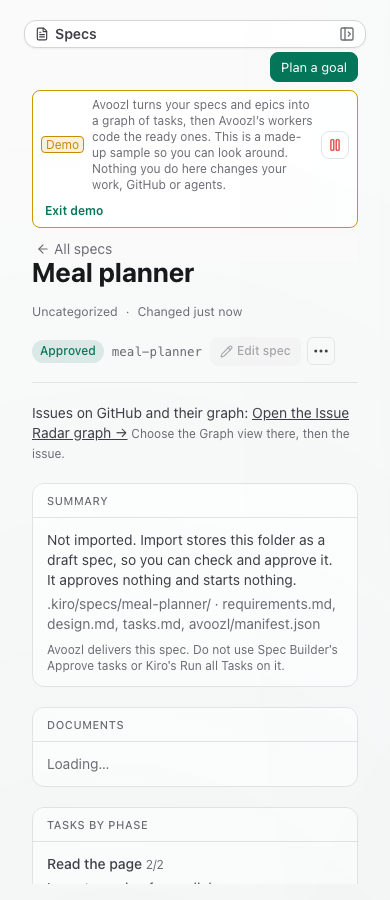 Specs
Plan a goal
Demo
Avoozl turns your specs and epics into
a graph of tasks, then Avoozl's workers
code the ready ones. This is a made-
up sample so you can look around.
Nothing you do here changes your
work, GitHub or agents.
Exit demo
← All specs
Meal planner
Uncategorized · Changed just now
Approved meal-planner Edit spec
Issues on GitHub and their graph: Open the Issue
Radar graph → Choose the Graph view there, then the
issue.
SUMMARY
Not imported. Import stores this folder as a
draft spec, so you can check and approve it.
It approves nothing and starts nothing.
.kiro/specs/meal-planner/ · requirements.md,
design.md, tasks.md, avoozl/manifest.json
Avoozl delivers this spec. Do not use Spec Builder's
Approve tasks or Kiro's Run all Tasks on it.
DOCUMENTS
Loading…
TASKS BY PHASE
Read the page 2/2